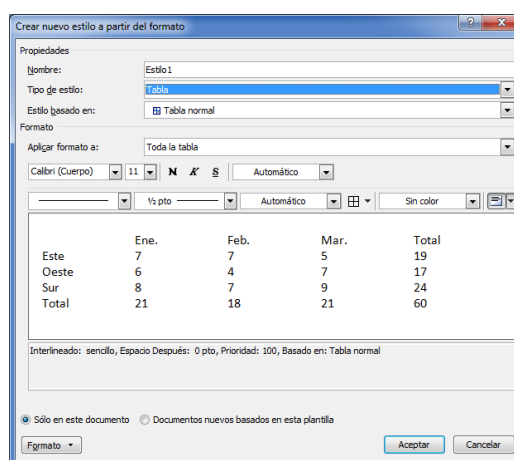 Crear nuevo estilo a partir del formato
Propiedades
Nombre: Estilo1
Tipo de estilo: Tabla
Estilo basado en: Tabla normal
Formato
Aplicar formato a: Toda la tabla
Calibri (Cuerpo) 11 N K S Automático
½ pto Automático Sin color
Ene. Feb. Mar. Total
Este 7 7 5 19
Oeste 6 4 7 17
Sur 8 7 9 24
Total 21 18 21 60
Interlineado: sencillo, Espacio Después: 0 pto, Prioridad: 100, Basado en: Tabla normal
Sólo en este documento Documentos nuevos basados en esta plantilla
Formato Aceptar Cancelar